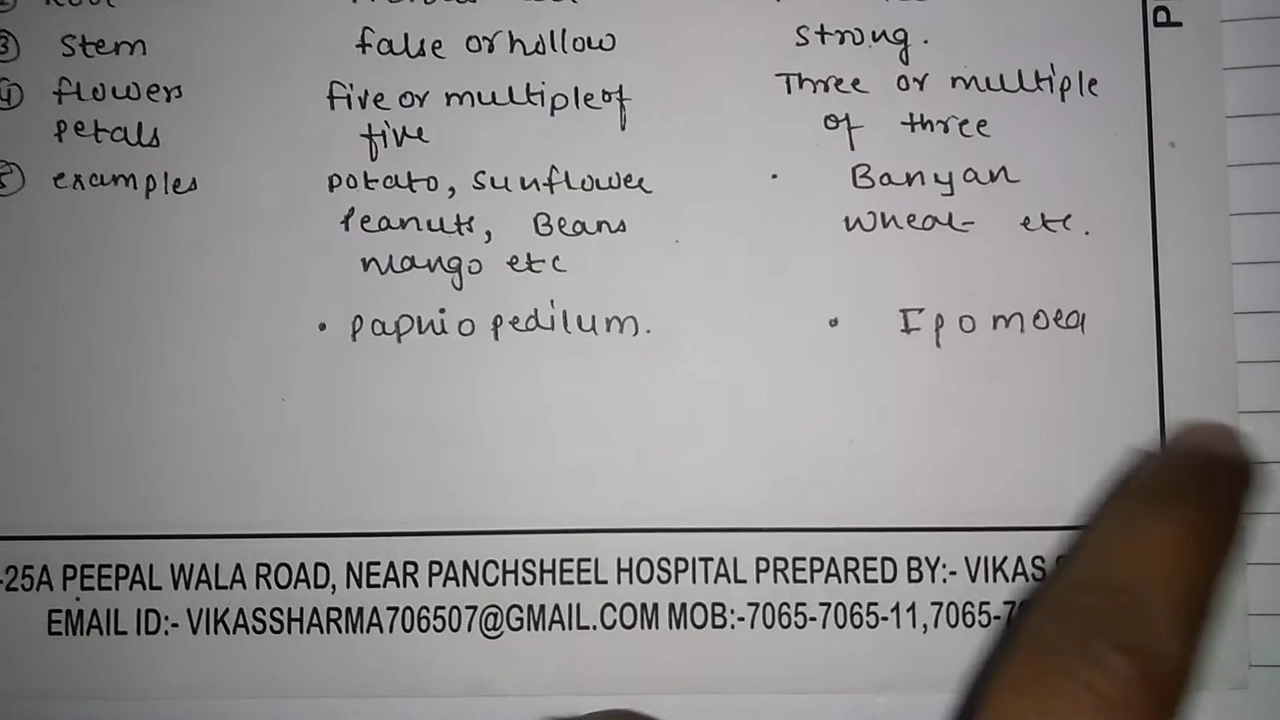 ③ Stem false or hollow strong.
④ flowers five or multiple of Three or multiple
petals five of three
⑤ examples potato, sunflower • Banyan
Peanuts, Beans wheat etc.
mango etc
• paphio pedilum. • Ipomoea
-25A PEEPAL WALA ROAD, NEAR PANCHSHEEL HOSPITAL PREPARED BY:- VIKAS
EMAIL ID:- VIKASSHARMA706507@GMAIL.COM MOB:-7065-7065-11,7065-7